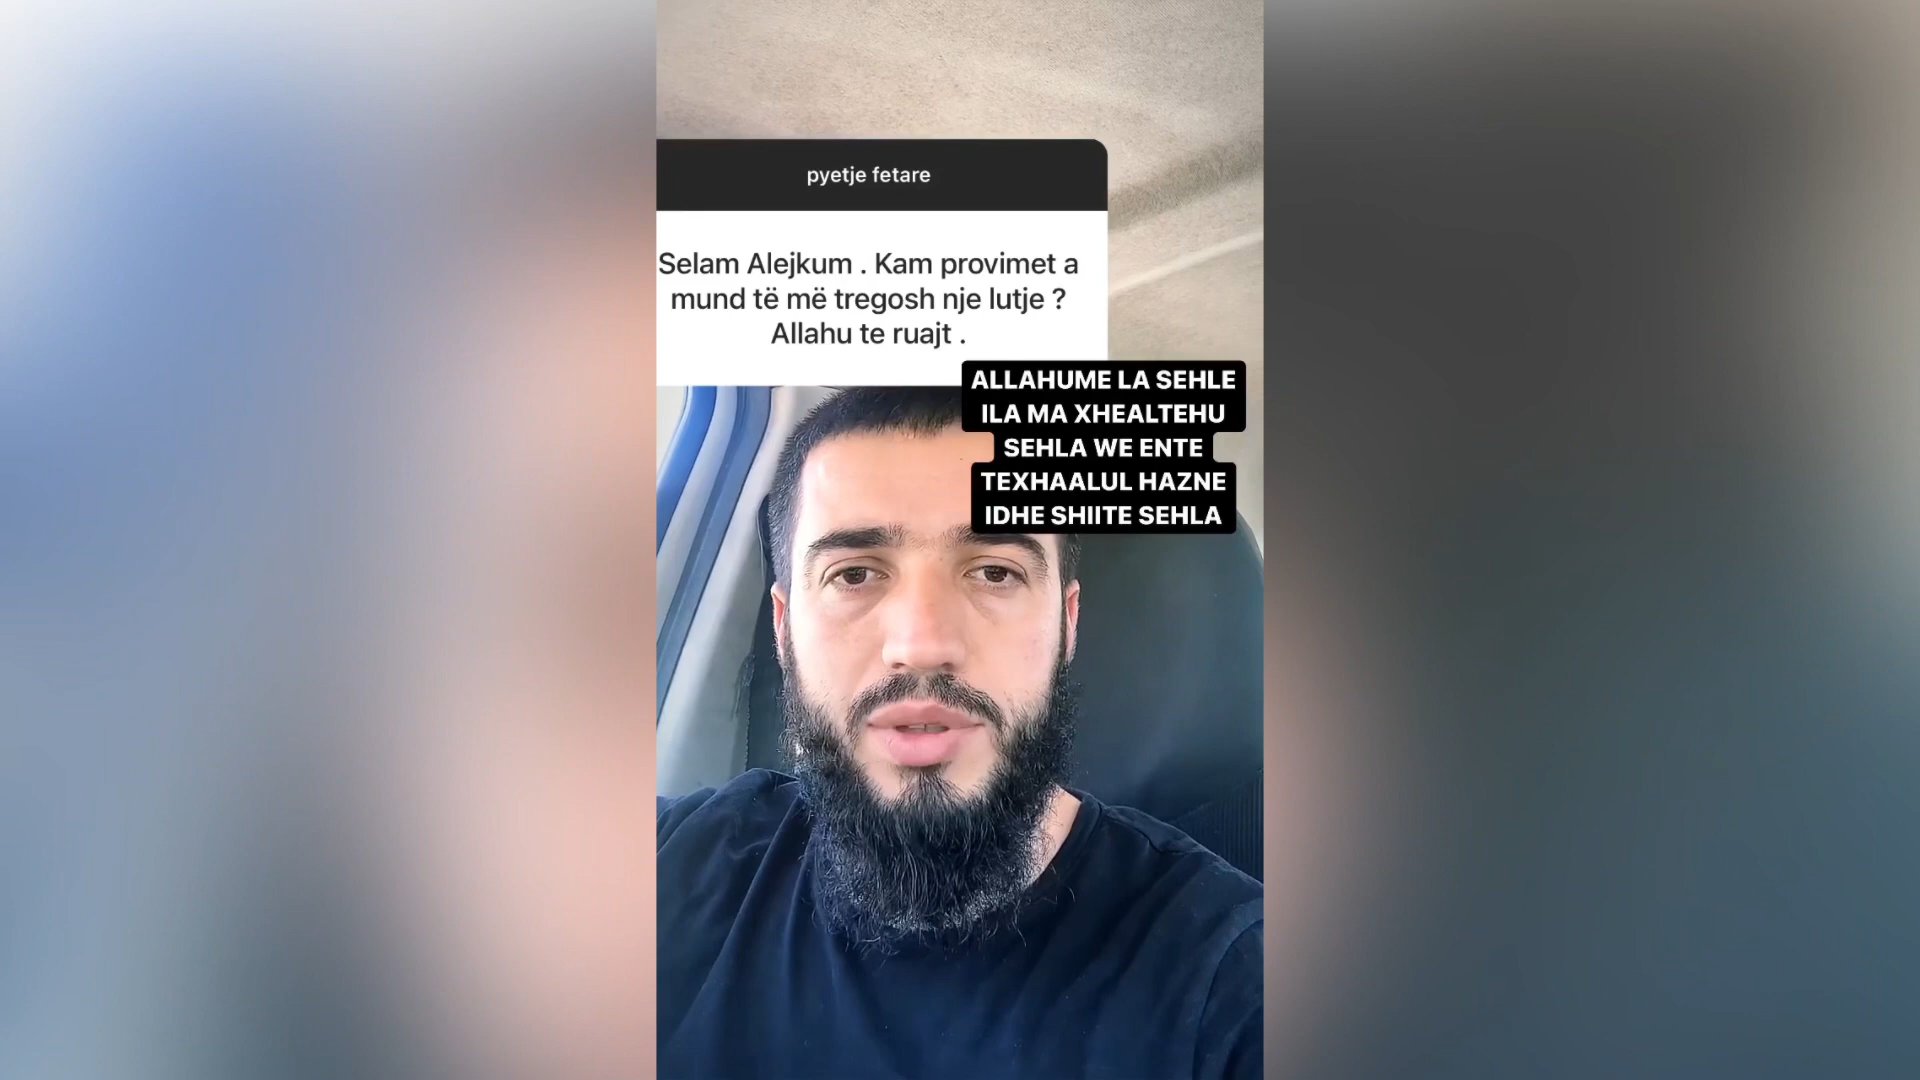 pyetje fetare
Selam Alejkum . Kam provimet a
mund të më tregosh nje lutje ?
Allahu te ruajt .
ALLAHUME LA SEHLE
ILA MA XHEALTEHU
SEHLA WE ENTE
TEXHAALUL HAZNE
IDHE SHIITE SEHLA